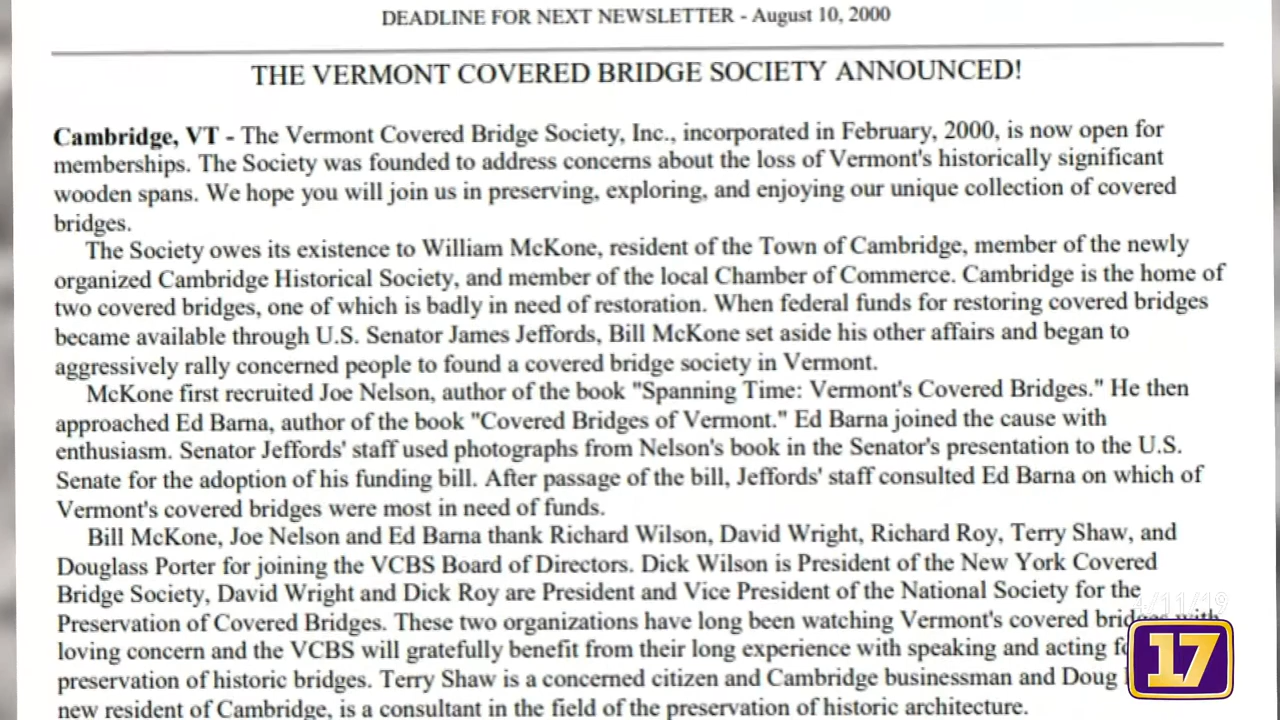 DEADLINE FOR NEXT NEWSLETTER - August 10, 2000
THE VERMONT COVERED BRIDGE SOCIETY ANNOUNCED!
Cambridge, VT - The Vermont Covered Bridge Society, Inc., incorporated in February, 2000, is now open for
memberships. The Society was founded to address concerns about the loss of Vermont's historically significant
wooden spans. We hope you will join us in preserving, exploring, and enjoying our unique collection of covered
bridges.
The Society owes its existence to William McKone, resident of the Town of Cambridge, member of the newly
organized Cambridge Historical Society, and member of the local Chamber of Commerce. Cambridge is the home of
two covered bridges, one of which is badly in need of restoration. When federal funds for restoring covered bridges
became available through U.S. Senator James Jeffords, Bill McKone set aside his other affairs and began to
aggressively rally concerned people to found a covered bridge society in Vermont.
McKone first recruited Joe Nelson, author of the book "Spanning Time: Vermont's Covered Bridges." He then
approached Ed Barna, author of the book "Covered Bridges of Vermont." Ed Barna joined the cause with
enthusiasm. Senator Jeffords' staff used photographs from Nelson's book in the Senator's presentation to the U.S.
Senate for the adoption of his funding bill. After passage of the bill, Jeffords' staff consulted Ed Barna on which of
Vermont's covered bridges were most in need of funds.
Bill McKone, Joe Nelson and Ed Barna thank Richard Wilson, David Wright, Richard Roy, Terry Shaw, and
Douglass Porter for joining the VCBS Board of Directors. Dick Wilson is President of the New York Covered
Bridge Society, David Wright and Dick Roy are President and Vice President of the National Society for the
Preservation of Covered Bridges. These two organizations have long been watching Vermont's covered
loving concern and the VCBS will gratefully benefit from their long experience with speaking and acting
preservation of historic bridges. Terry Shaw is a concerned citizen and Cambridge businessman and Doug
new resident of Cambridge, is a consultant in the field of the preservation of historic architecture.
4/11/19
17